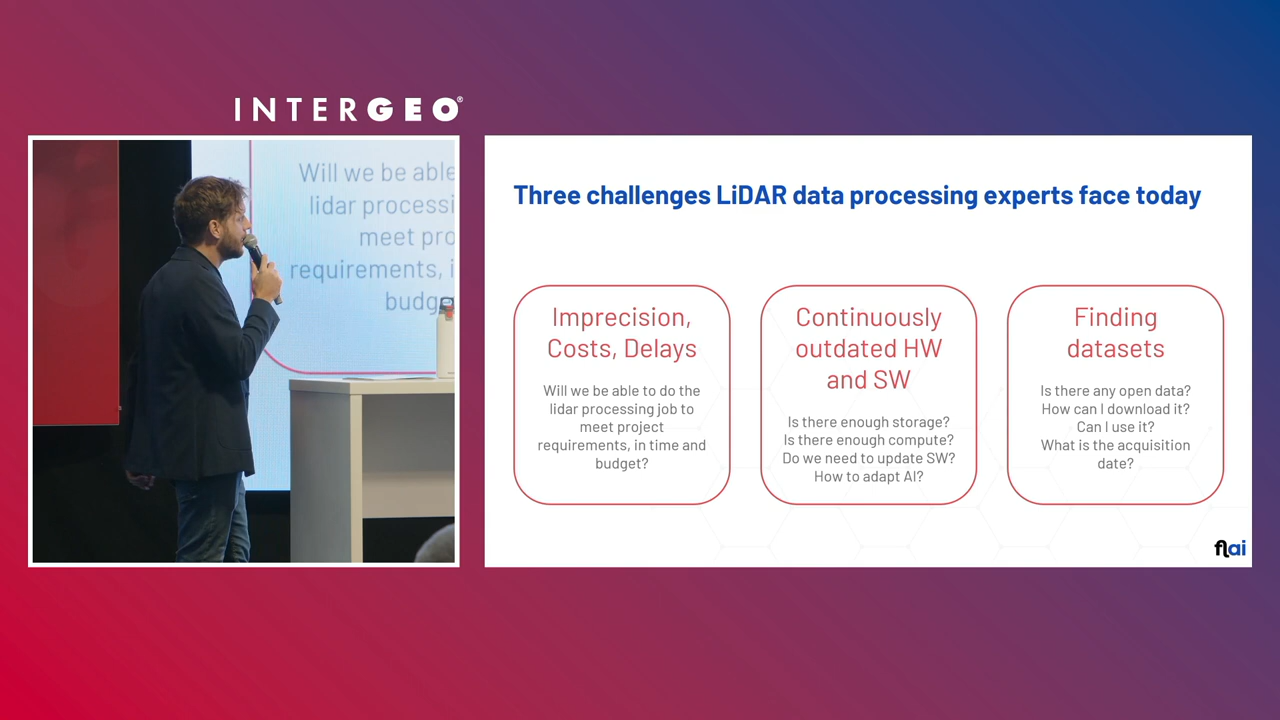 INTERGEO®
Will we be able
lidar processi
meet pro
requirements, i
budg
Three challenges LiDAR data processing experts face today
Imprecision,
Costs, Delays
Will we be able to do the
lidar processing job to
meet project
requirements, in time and
budget?
Continuously
outdated HW
and SW
Is there enough storage?
Is there enough compute?
Do we need to update SW?
How to adapt AI?
Finding
datasets
Is there any open data?
How can I download it?
Can I use it?
What is the acquisition
date?
flai